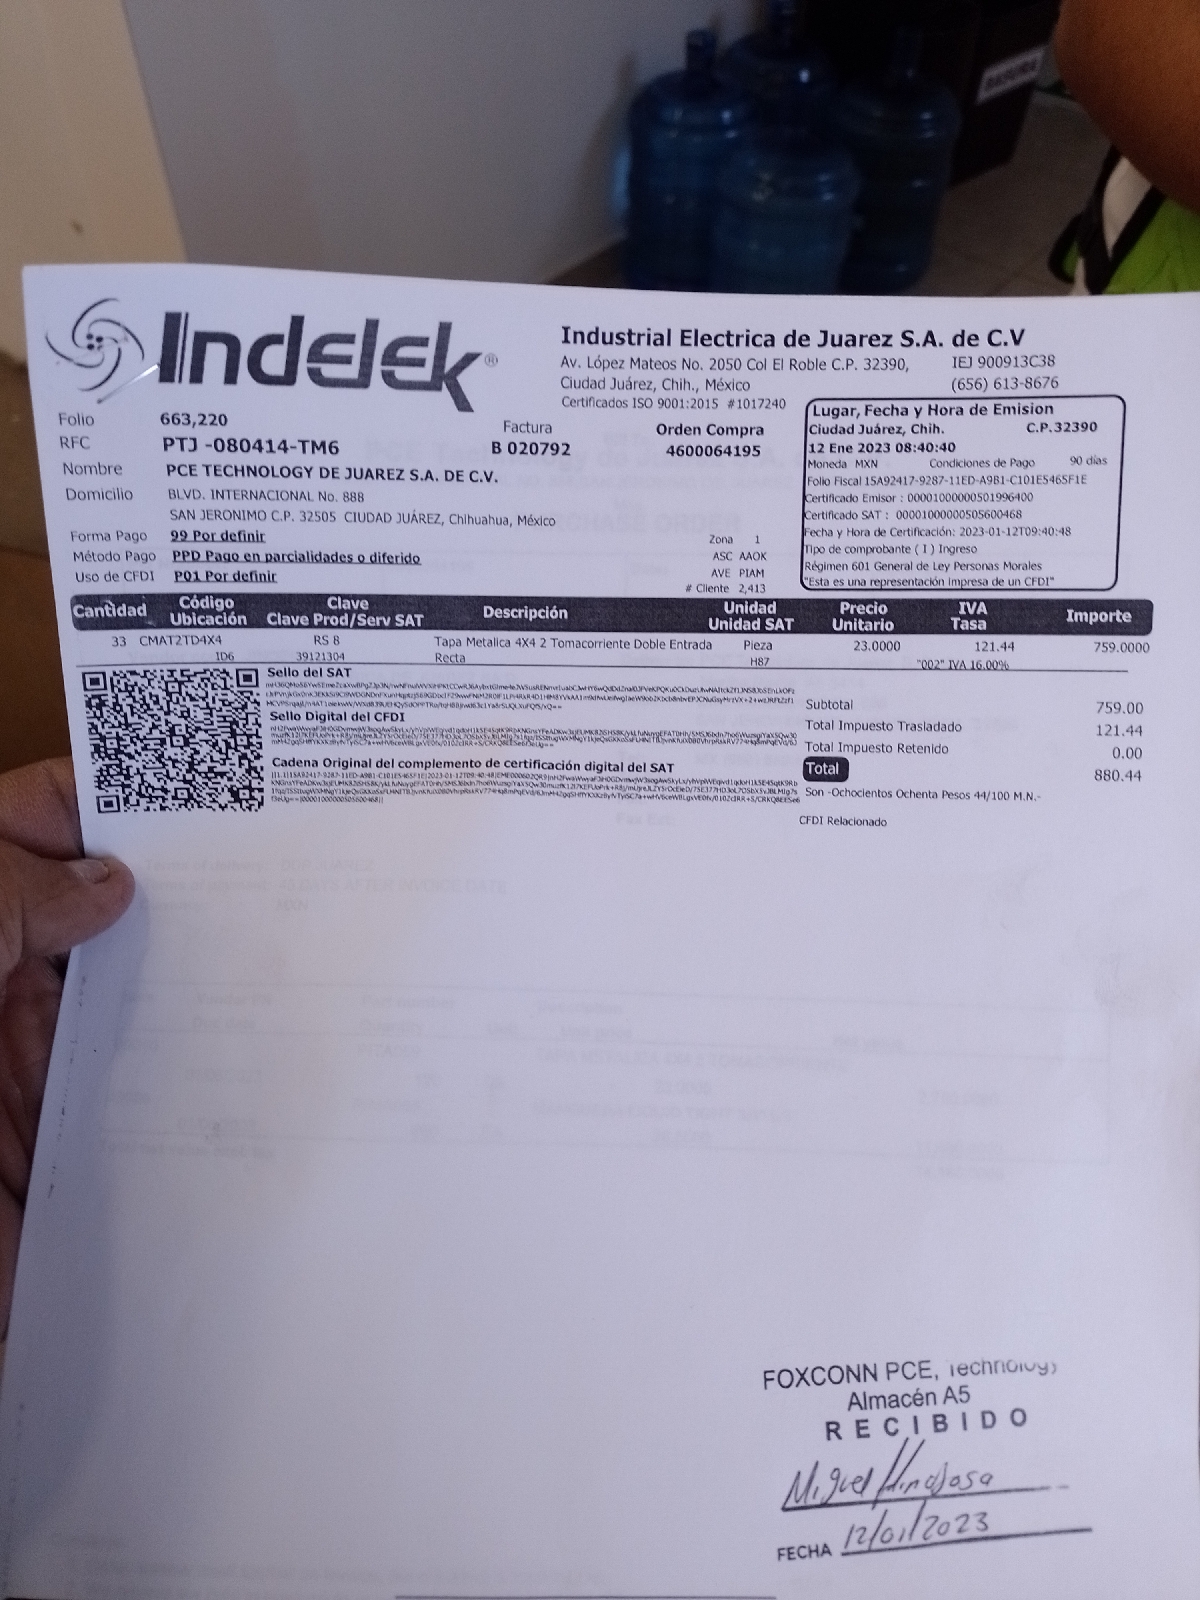 BASURA
Indelek®
Industrial Electrica de Juarez S.A. de C.V
Av. López Mateos No. 2050 Col El Roble C.P. 32390, IEJ 900913C38
Ciudad Juárez, Chih., México (656) 613-8676
Certificados ISO 9001:2015 #1017240
Folio 663,220
RFC PTJ -080414-TM6
Factura
B 020792
Orden Compra
4600064195
Nombre PCE TECHNOLOGY DE JUAREZ S.A. DE C.V.
Domicilio BLVD. INTERNACIONAL No. 888
SAN JERONIMO C.P. 32505 CIUDAD JUÁREZ, Chihuahua, México
Forma Pago 99 Por definir
Método Pago PPD Pago en parcialidades o diferido
Uso de CFDI P01 Por definir
Zona 1
ASC AAOK
AVE PIAM
# Cliente 2,413
Lugar, Fecha y Hora de Emision
Ciudad Juárez, Chih. C.P.32390
12 Ene 2023 08:40:40
Moneda MXN Condiciones de Pago 90 días
Folio Fiscal 15A92417-9287-11ED-A9B1-C101E5465F1E
Certificado Emisor : 00001000000501996400
Certificado SAT : 00001000000505600468
Fecha y Hora de Certificación: 2023-01-12T09:40:48
Tipo de comprobante ( I ) Ingreso
Régimen 601 General de Ley Personas Morales
"Esta es una representación impresa de un CFDI"
Cantidad Código Ubicación Clave Clave Prod/Serv SAT Descripción Unidad Unidad SAT Precio Unitario IVA Tasa Importe
33 CMAT2TD4X4 RS 8 Tapa Metalica 4X4 2 Tomacorriente Doble Entrada Pieza 23.0000 121.44 759.0000
1D6 39121304 Recta H87 "002" IVA 16.00%
Sello del SAT
Sello Digital del CFDI
Cadena Original del complemento de certificación digital del SAT
Subtotal 759.00
Total Impuesto Trasladado 121.44
Total Impuesto Retenido 0.00
Total 880.44
Son -Ochocientos Ochenta Pesos 44/100 M.N.-
CFDI Relacionado
FOXCONN PCE, Technology
Almacén A5
RECIBIDO
Miguel Hinojosa
FECHA 12/01/2023